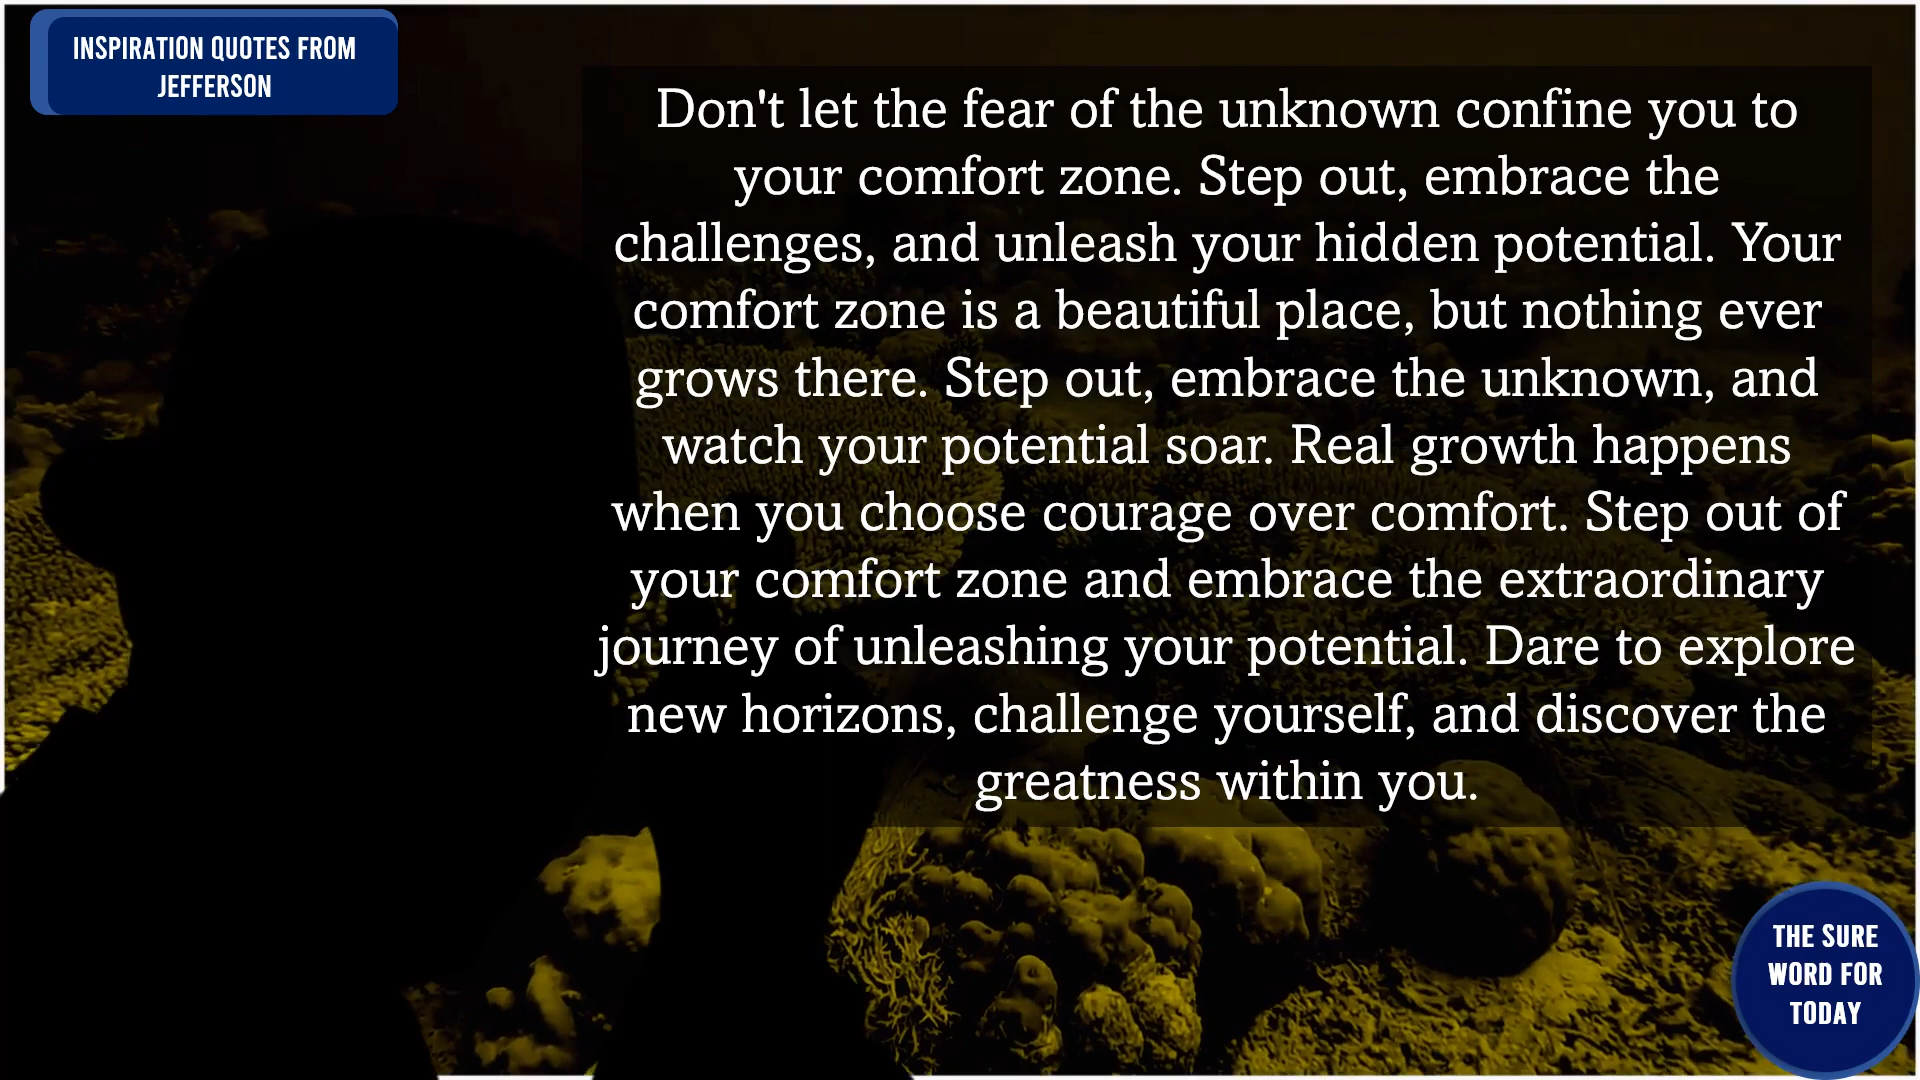 INSPIRATION QUOTES FROM
JEFFERSON
Don't let the fear of the unknown confine you to
your comfort zone. Step out, embrace the
challenges, and unleash your hidden potential. Your
comfort zone is a beautiful place, but nothing ever
grows there. Step out, embrace the unknown, and
watch your potential soar. Real growth happens
when you choose courage over comfort. Step out of
your comfort zone and embrace the extraordinary
journey of unleashing your potential. Dare to explore
new horizons, challenge yourself, and discover the
greatness within you.
THE SURE
WORD FOR
TODAY